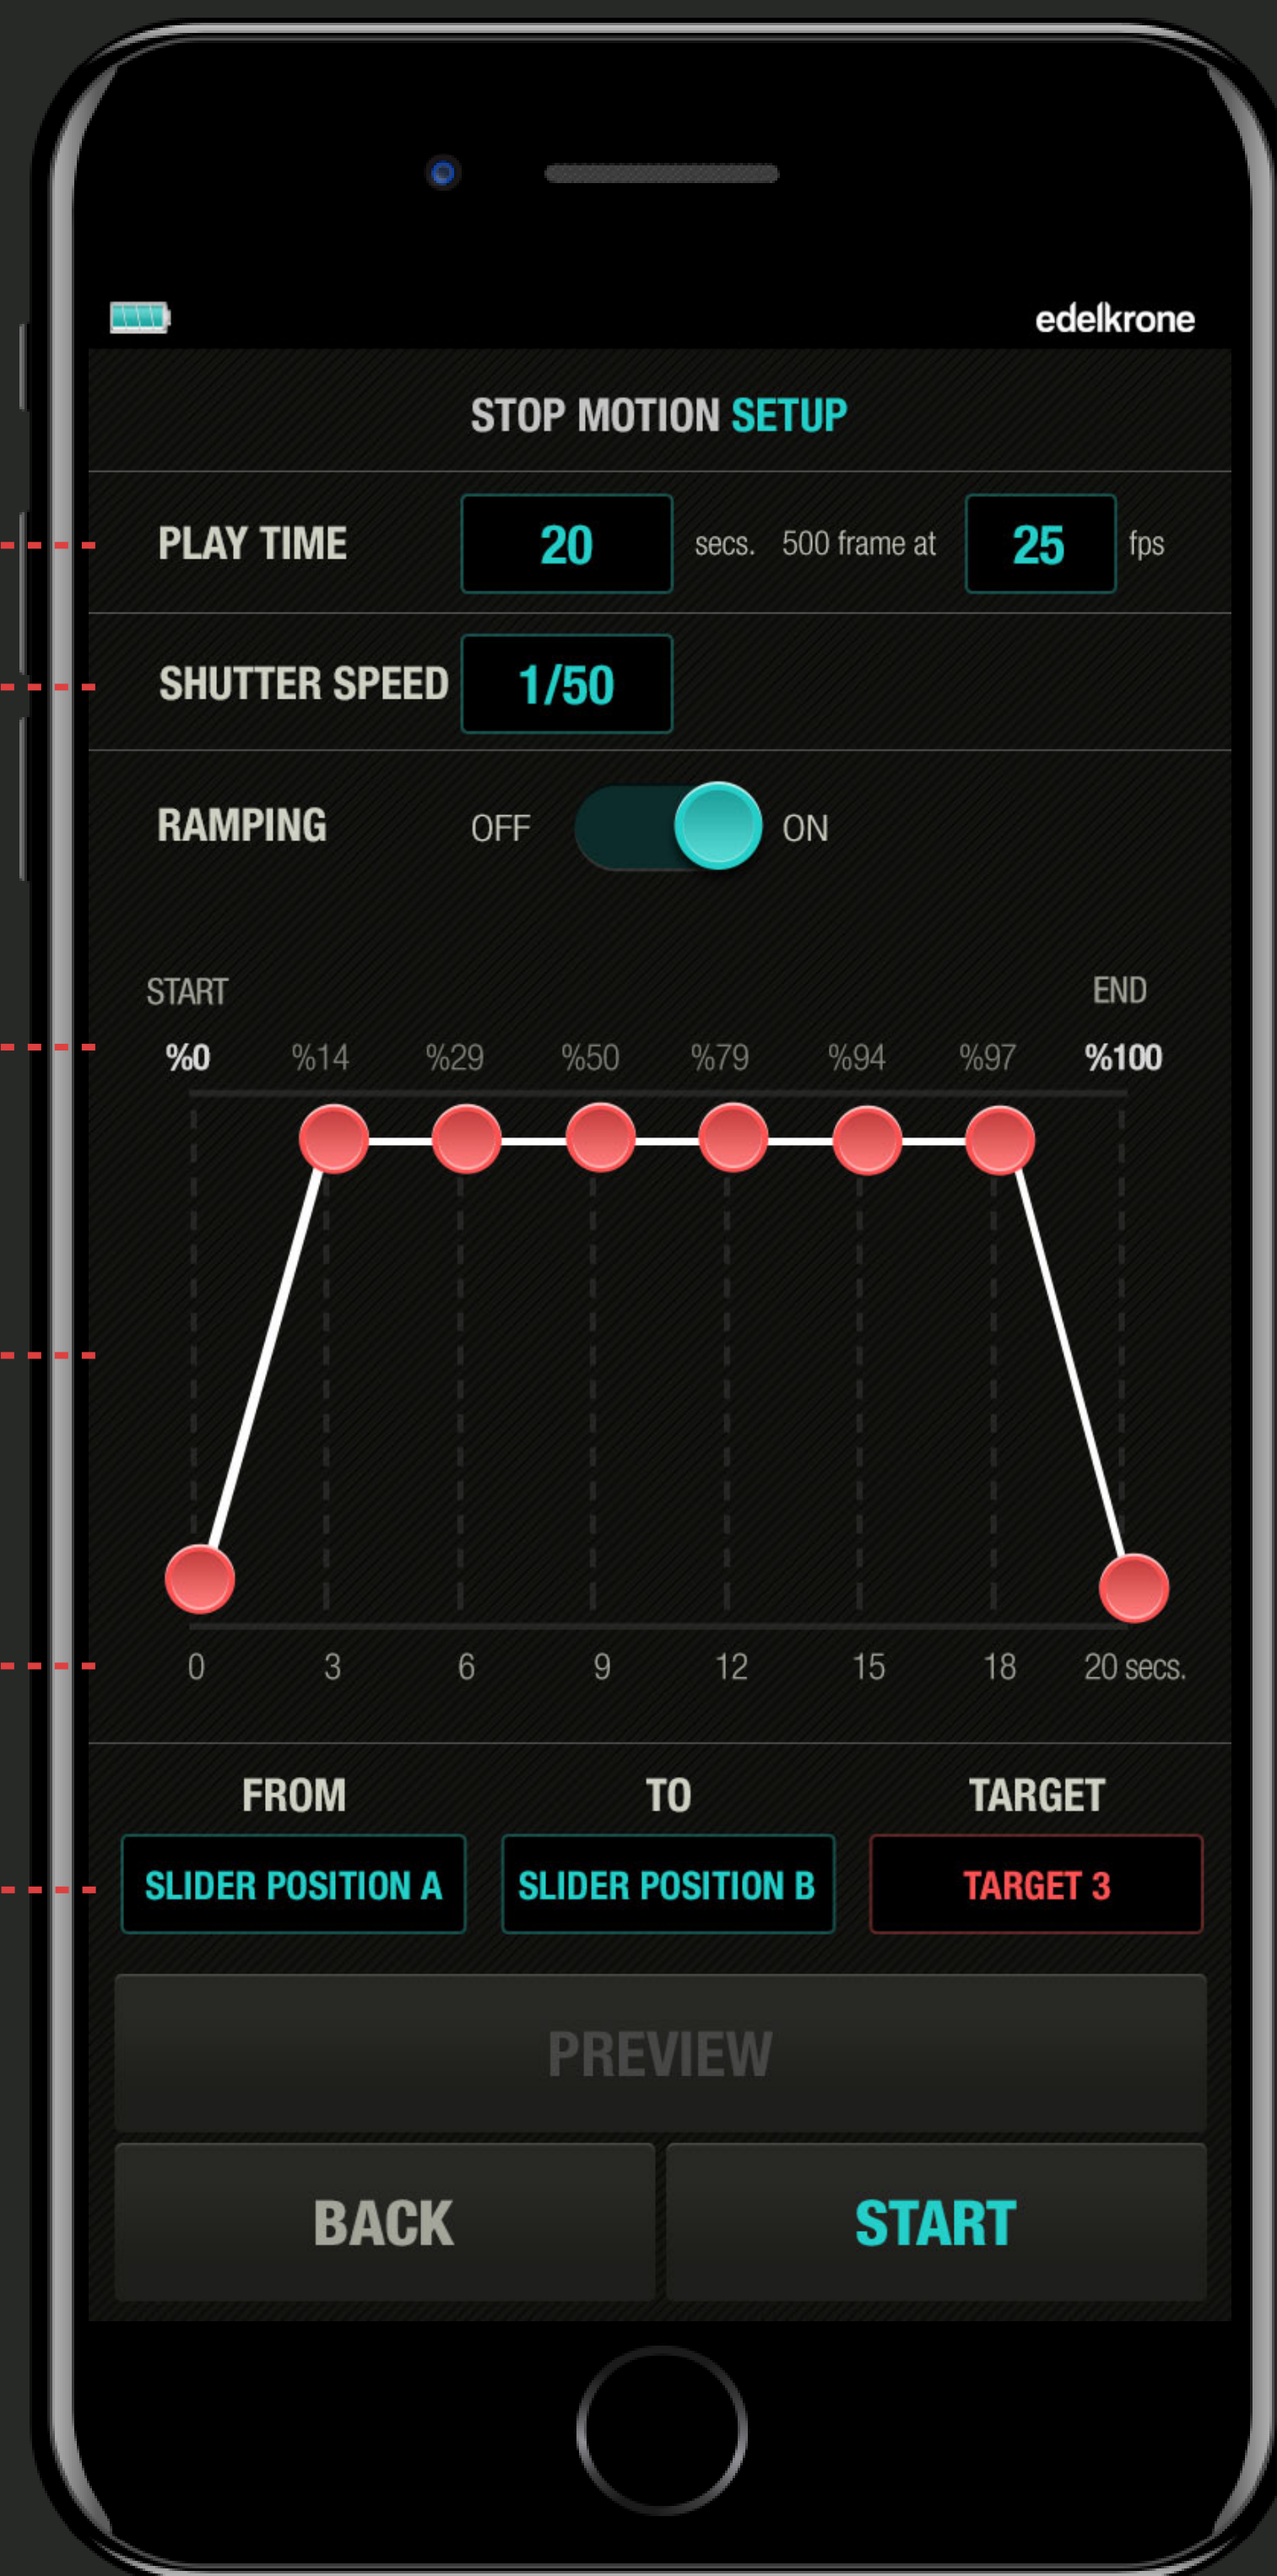 edelkrone
STOP MOTION SETUP
PLAY TIME 20 secs. 500 frame at 25 fps
SHUTTER SPEED 1/50
RAMPING OFF ON
START END
%0 %14 %29 %50 %79 %94 %97 %100
0 3 6 9 12 15 18 20 secs.
FROM TO TARGET
SLIDER POSITION A SLIDER POSITION B TARGET 3
PREVIEW
BACK START